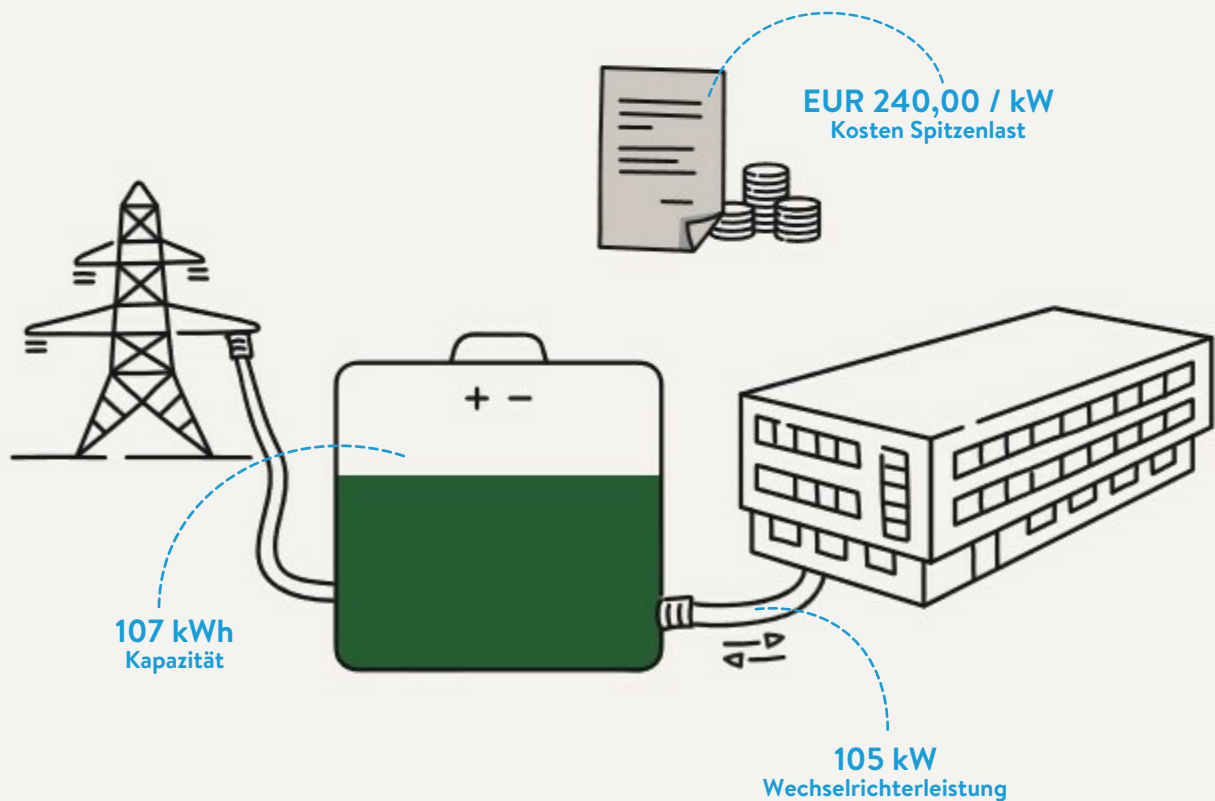 EUR 240,00 / kW
Kosten Spitzenlast
+ −
107 kWh
Kapazität
105 kW
Wechselrichterleistung